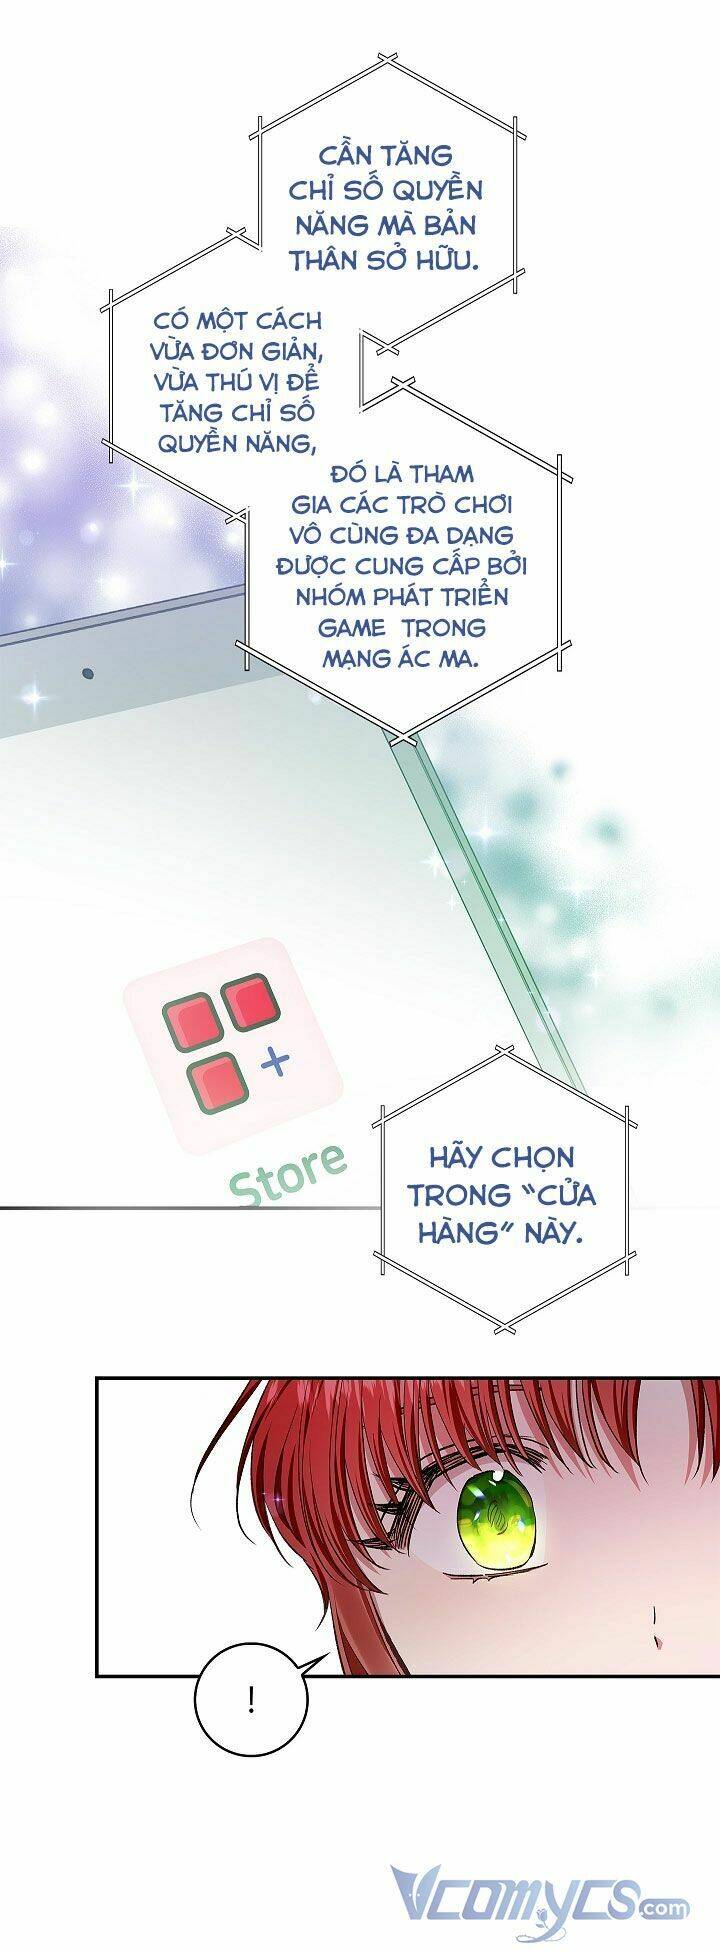 CẦN TĂNG
CHỈ SỐ QUYỀN
NĂNG MÀ BẢN
THÂN SỞ HỮU.
CÓ MỘT CÁCH
VỪA ĐƠN GIẢN,
VỪA THÚ VỊ ĐỂ
TĂNG CHỈ SỐ
QUYỀN NĂNG,
ĐÓ LÀ THAM
GIA CÁC TRÒ CHƠI
VÔ CÙNG ĐA DẠNG
ĐƯỢC CUNG CẤP BỞI
NHÓM PHÁT TRIỂN
GAME TRONG
MẠNG ÁC MA.
Store
HÃY CHỌN
TRONG "CỬA
HÀNG" NÀY.
!
VCOMYCS.com